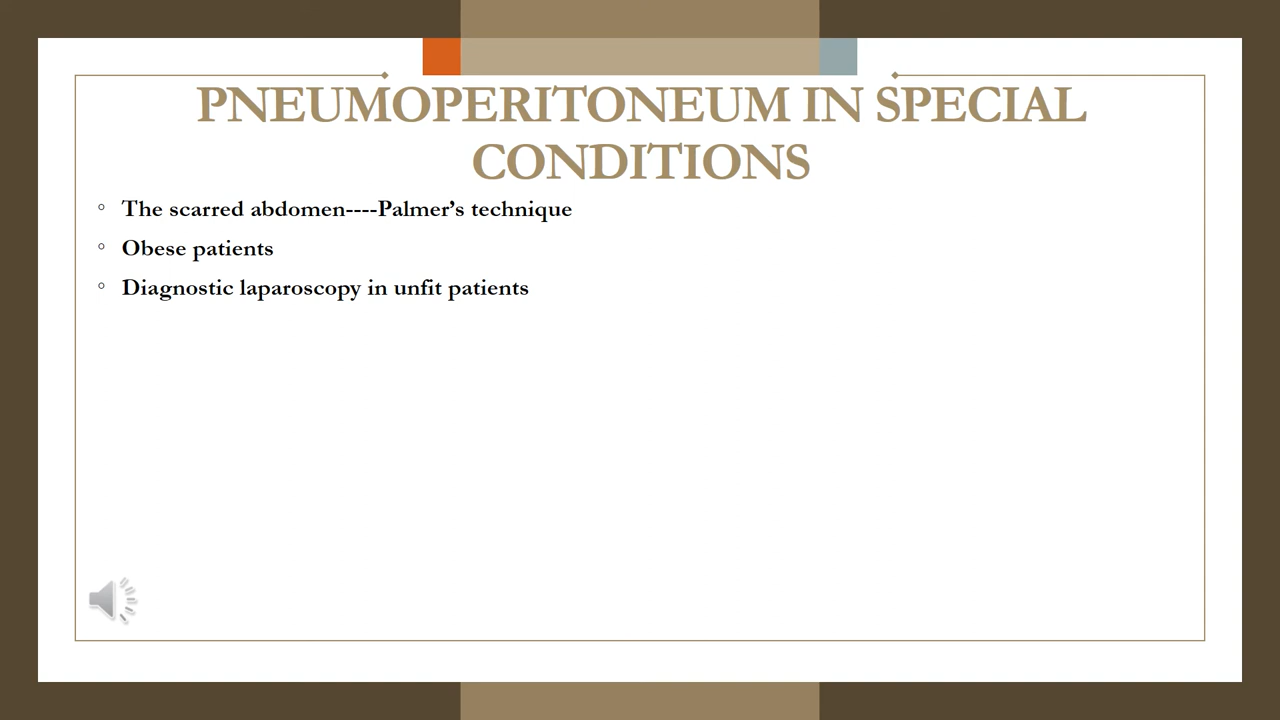 PNEUMOPERITONEUM IN SPECIAL
CONDITIONS
◦ The scarred abdomen----Palmer’s technique
◦ Obese patients
◦ Diagnostic laparoscopy in unfit patients